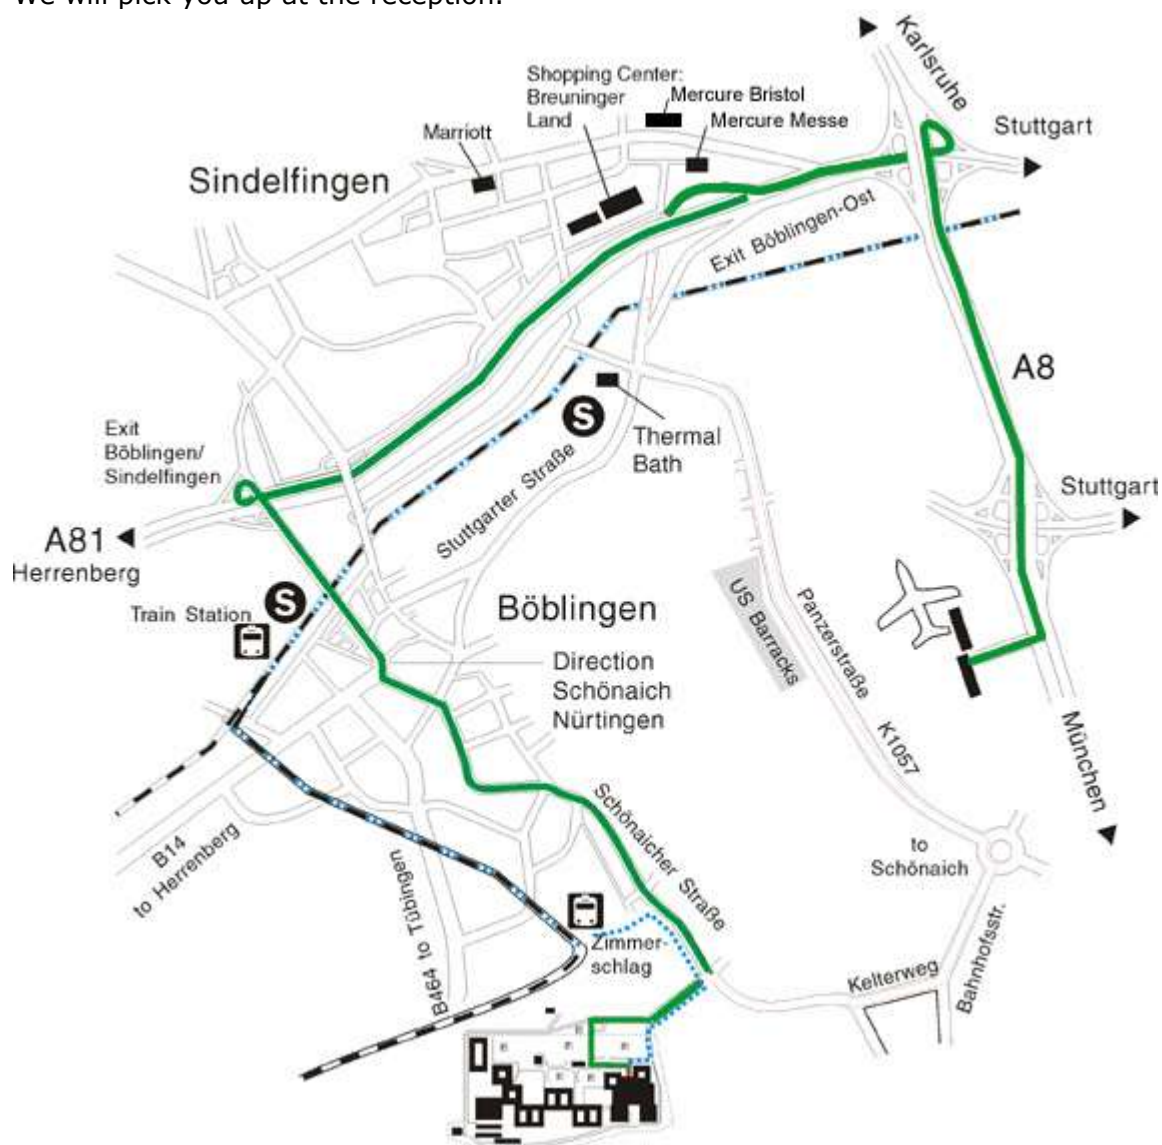 We will pick you up at the reception.
Karlsruhe
Shopping Center:
Breuninger
Land
Mercure Bristol
Mercure Messe
Marriott
Stuttgart
Sindelfingen
Exit Böblingen-Ost
A8
Exit
Böblingen/
Sindelfingen
S
Thermal
Bath
Stuttgarter Straße
Stuttgart
A81
Herrenberg
Train Station
S
Böblingen
US Barracks
Panzerstraße
Direction
Schönaich
Nürtingen
K1057
München
Schönaicher Straße
B14
to Herrenberg
B464 to Tübingen
to
Schönaich
Zimmer-
schlag
Kelterweg
Bahnhofsstr.